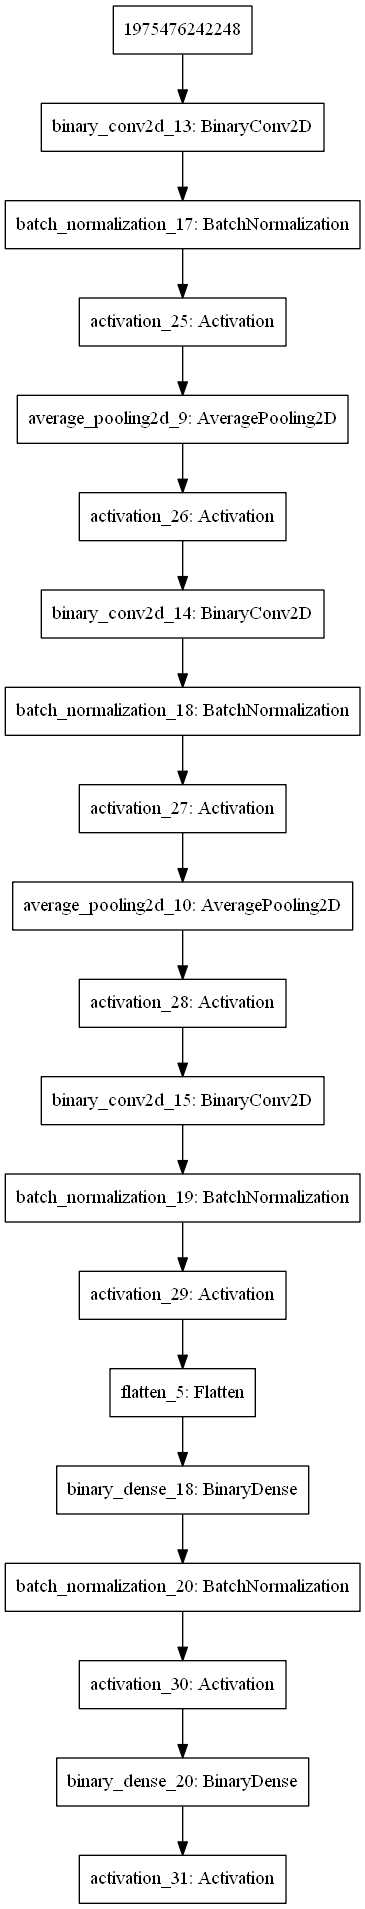 1975476242248
binary_conv2d_13: BinaryConv2D
batch_normalization_17: BatchNormalization
activation_25: Activation
average_pooling2d_9: AveragePooling2D
activation_26: Activation
binary_conv2d_14: BinaryConv2D
batch_normalization_18: BatchNormalization
activation_27: Activation
average_pooling2d_10: AveragePooling2D
activation_28: Activation
binary_conv2d_15: BinaryConv2D
batch_normalization_19: BatchNormalization
activation_29: Activation
flatten_5: Flatten
binary_dense_18: BinaryDense
batch_normalization_20: BatchNormalization
activation_30: Activation
binary_dense_20: BinaryDense
activation_31: Activation